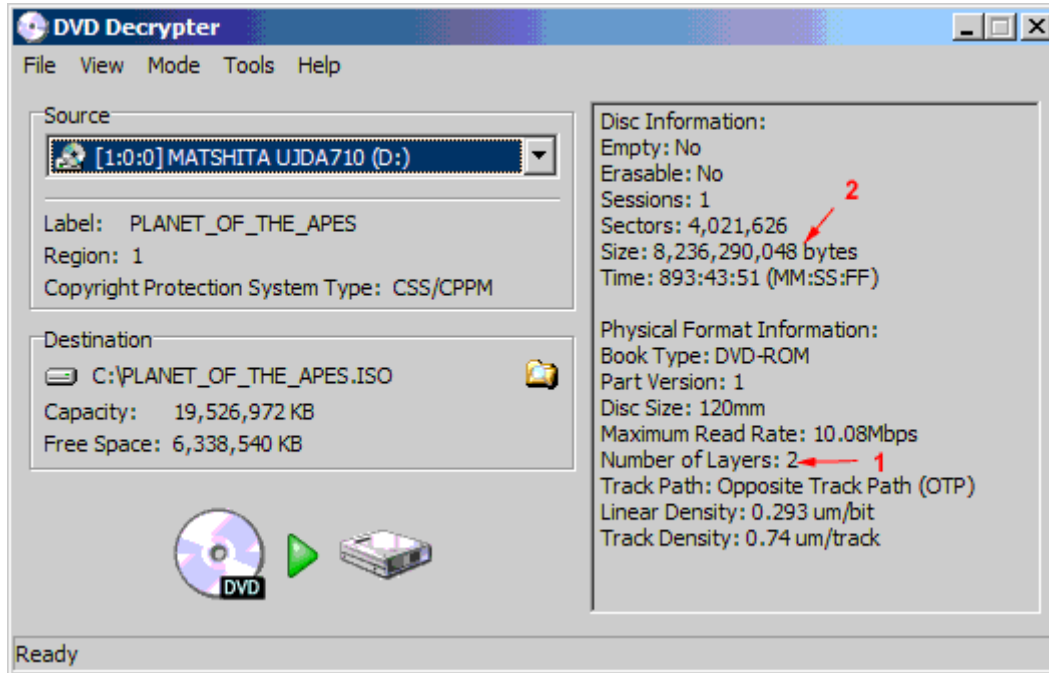 DVD Decrypter
File View Mode Tools Help
Source
[1:0:0] MATSHITA UJDA710 (D:)
Label: PLANET_OF_THE_APES
Region: 1
Copyright Protection System Type: CSS/CPPM
Destination
C:\PLANET_OF_THE_APES.ISO
Capacity: 19,526,972 KB
Free Space: 6,338,540 KB
DVD
Disc Information:
Empty: No
Erasable: No
Sessions: 1
2
Sectors: 4,021,626
Size: 8,236,290,048 bytes
Time: 893:43:51 (MM:SS:FF)
Physical Format Information:
Book Type: DVD-ROM
Part Version: 1
Disc Size: 120mm
Maximum Read Rate: 10.08Mbps
Number of Layers: 2 1
Track Path: Opposite Track Path (OTP)
Linear Density: 0.293 um/bit
Track Density: 0.74 um/track
Ready